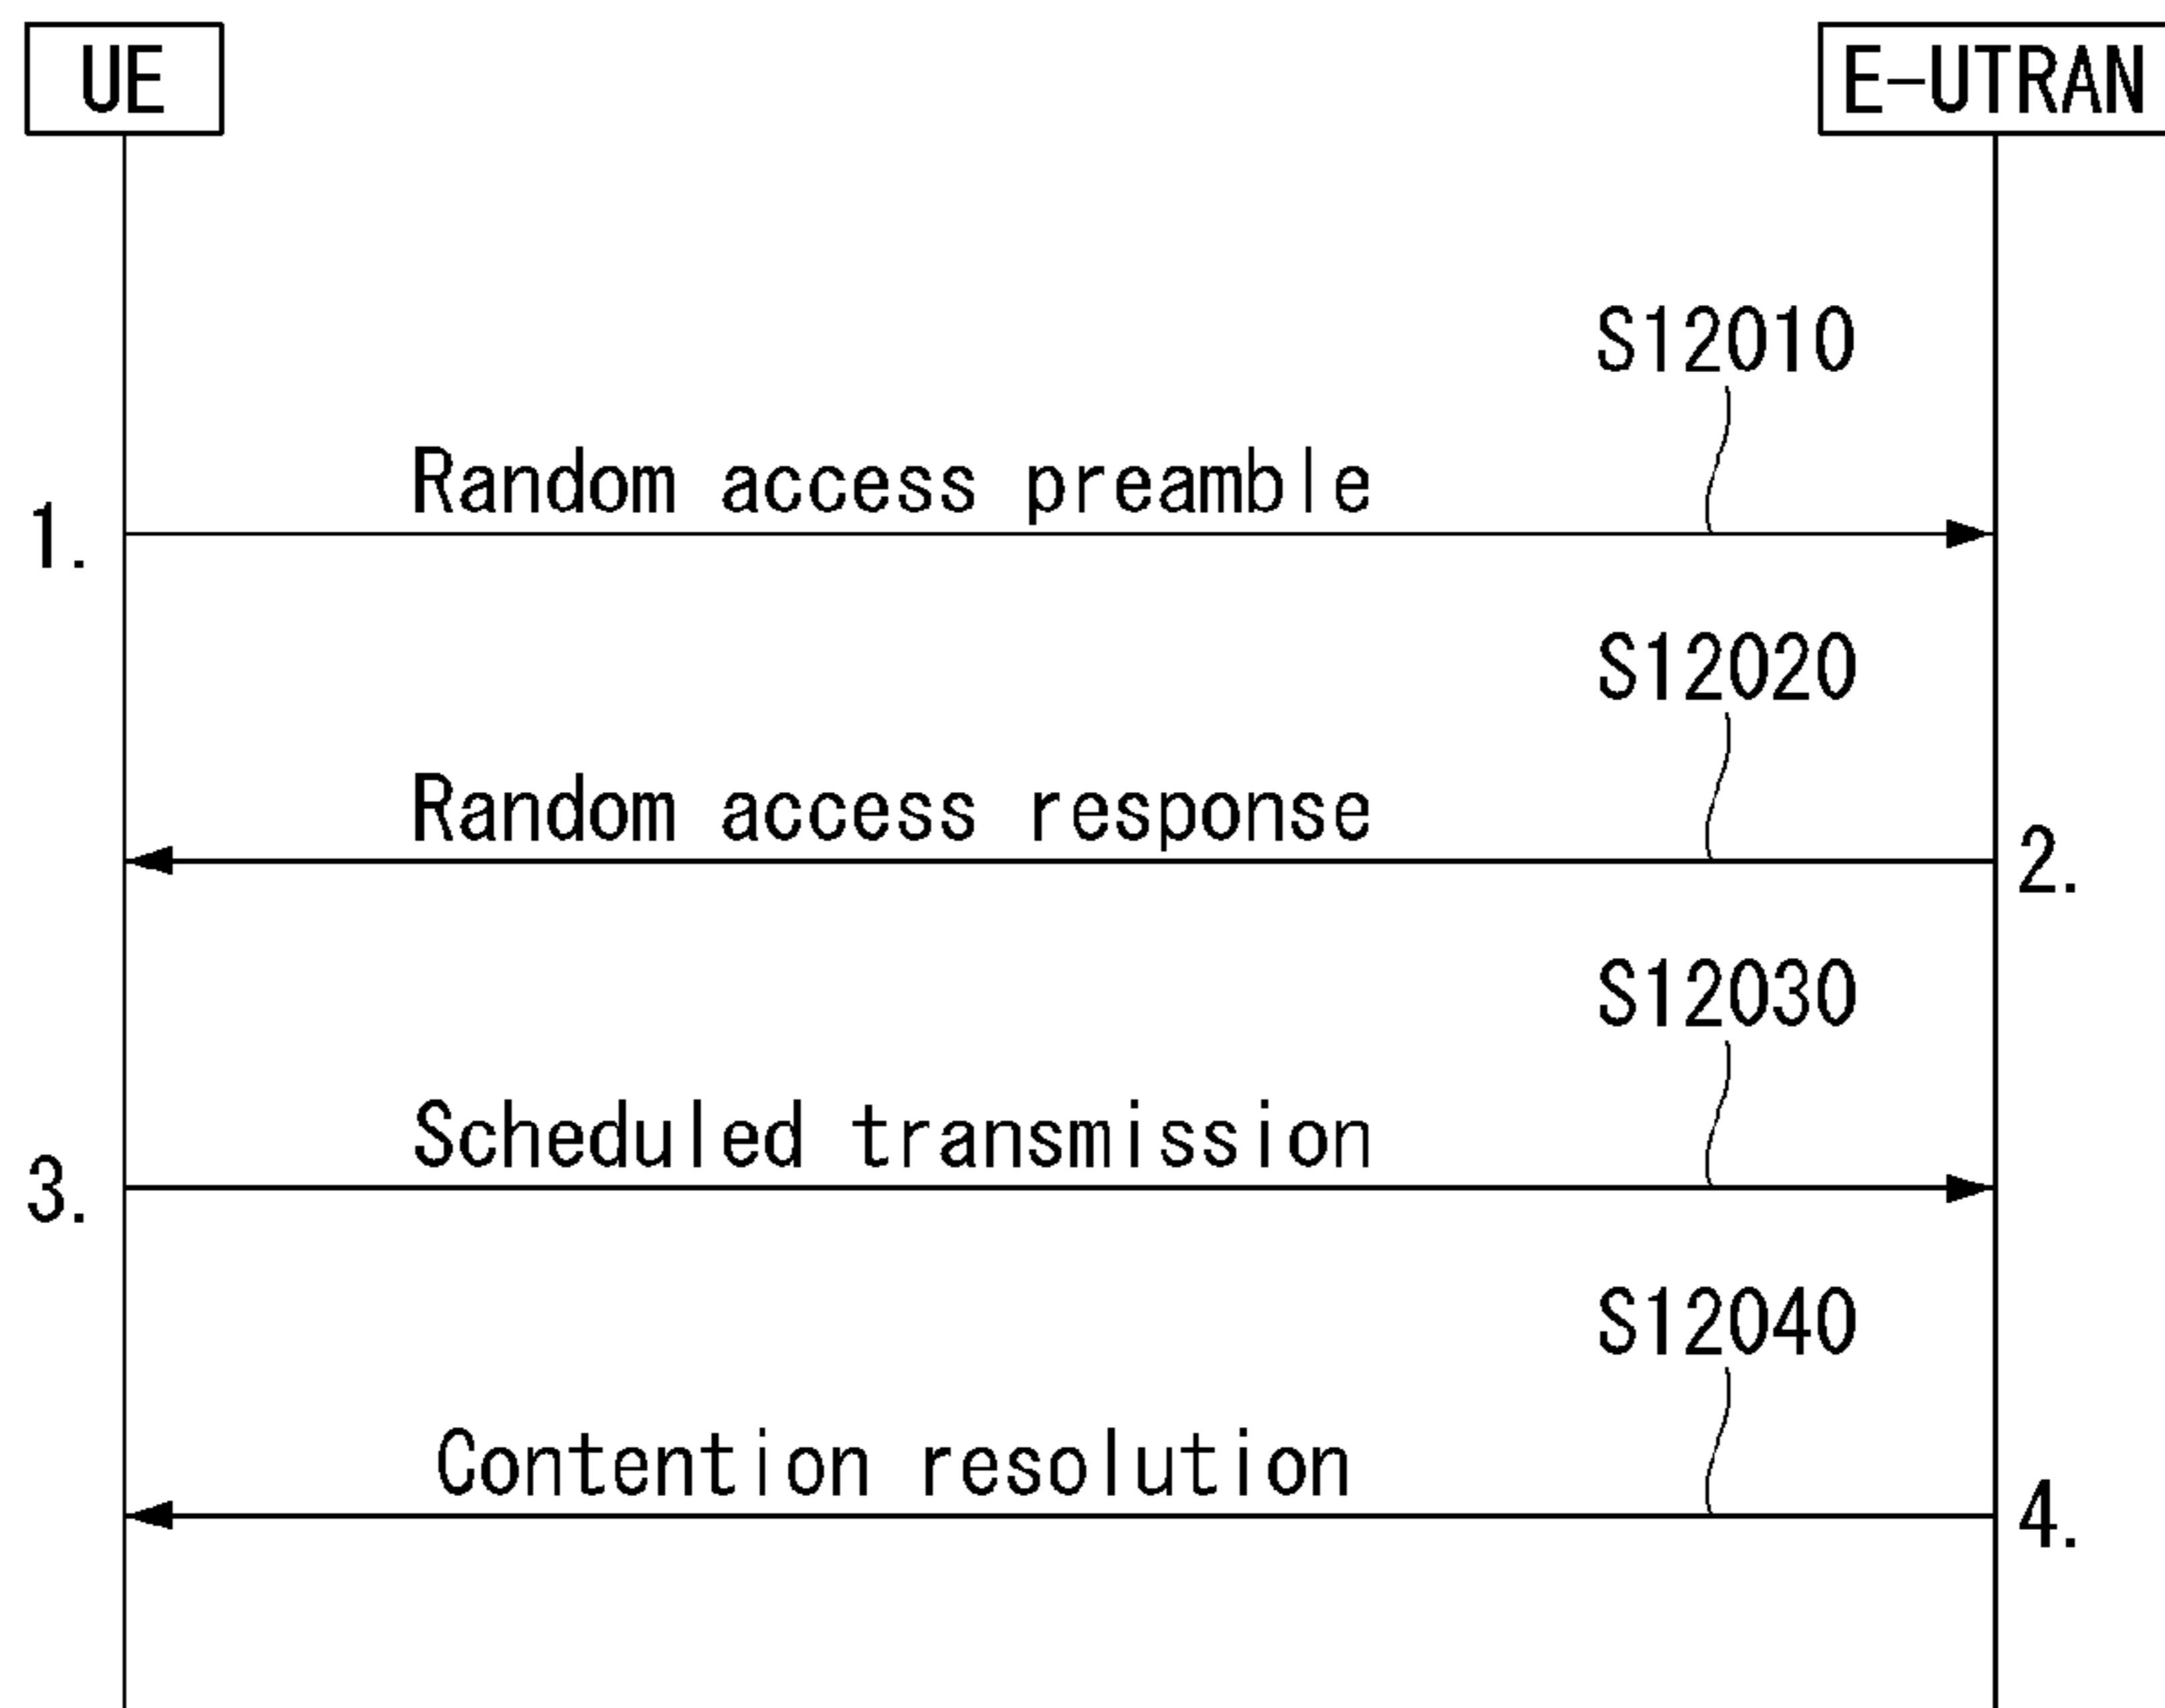 UE
E-UTRAN
S12010
Random access preamble
1.
S12020
Random access response
2.
S12030
Scheduled transmission
3.
S12040
Contention resolution
4.